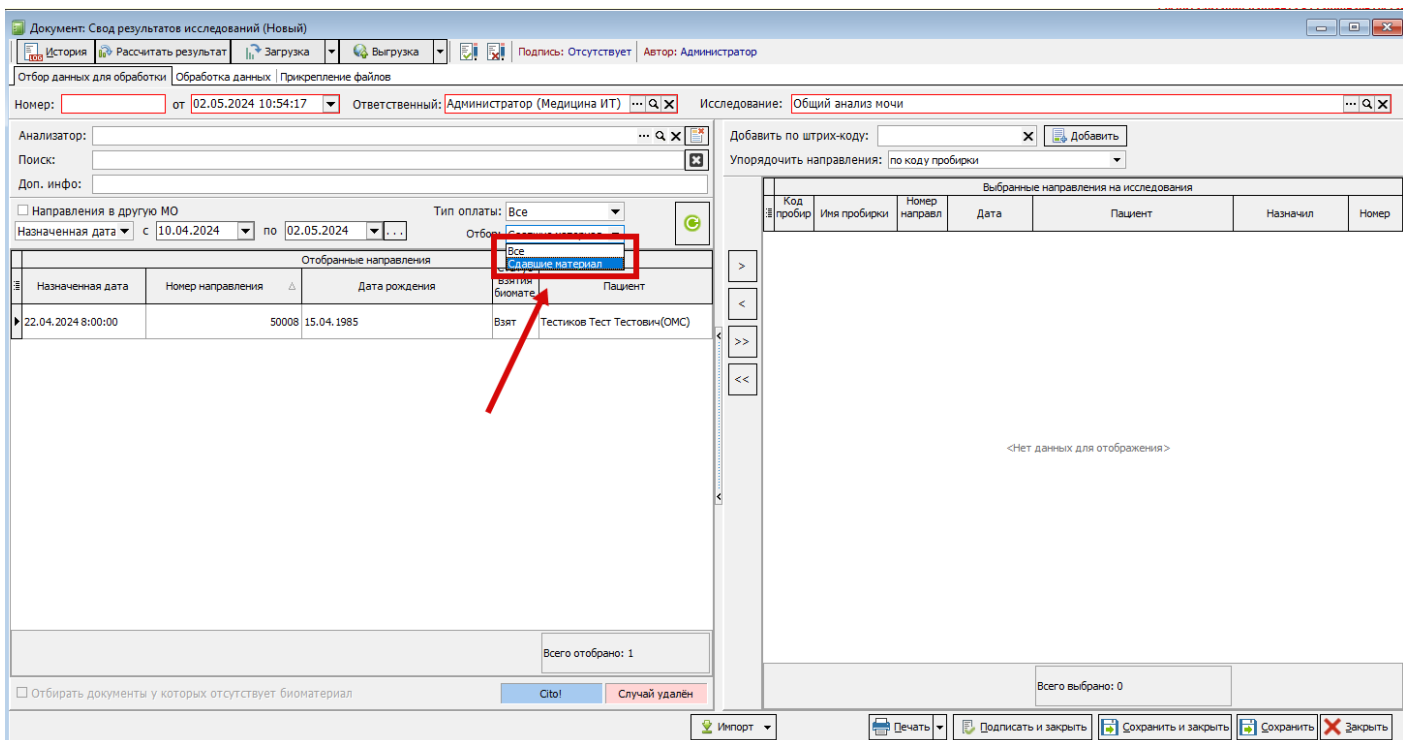 Документ: Свод результатов исследований (Новый)
История Рассчитать результат Загрузка Выгрузка Подпись: Отсутствует Автор: Администратор
Отбор данных для обработки Обработка данных Прикрепление файлов
Номер: от 02.05.2024 10:54:17 Ответственный: Администратор (Медицина ИТ) Исследование: Общий анализ мочи
Анализатор:
Поиск:
Доп. инфо:
Направления в другую МО Тип оплаты: Все
Назначенная дата с 10.04.2024 по 02.05.2024 ... Отбор: Сдавшие материал
Все
Сдавшие материал
Отобранные направления
Назначенная дата Номер направления Дата рождения Взятия биомате Пациент
22.04.2024 8:00:00 50008 15.04.1985 Взят Тестиков Тест Тестович(ОМС)
Всего отобрано: 1
Отбирать документы у которых отсутствует биоматериал Cito! Случай удалён
Добавить по штрих-коду: Добавить
Упорядочить направления: по коду пробирки
Выбранные направления на исследования
Код пробир Имя пробирки Номер направл Дата Пациент Назначил Номер
>
<
>>
<<
<Нет данных для отображения>
Всего выбрано: 0
Импорт Печать Подписать и закрыть Сохранить и закрыть Сохранить Закрыть